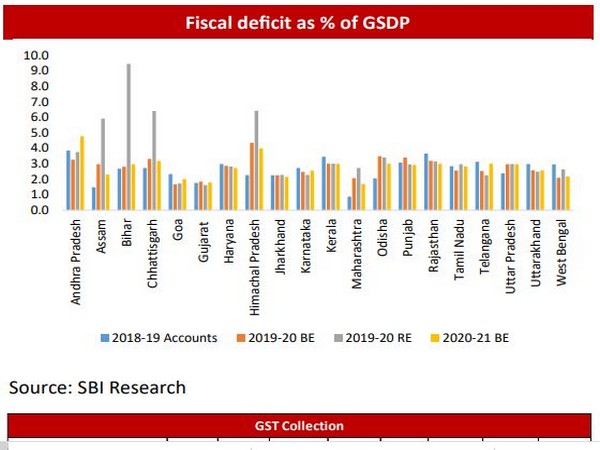 Fiscal deficit as % of GSDP
10.0
9.0
8.0
7.0
6.0
5.0
4.0
3.0
2.0
1.0
0.0
Andhra Pradesh
Assam
Bihar
Chhattisgarh
Goa
Gujarat
Haryana
Himachal Pradesh
Jharkhand
Karnataka
Kerala
Maharashtra
Odisha
Punjab
Rajasthan
Tamil Nadu
Telangana
Uttar Pradesh
Uttarakhand
West Bengal
2018-19 Accounts 2019-20 BE 2019-20 RE 2020-21 BE
Source: SBI Research
GST Collection